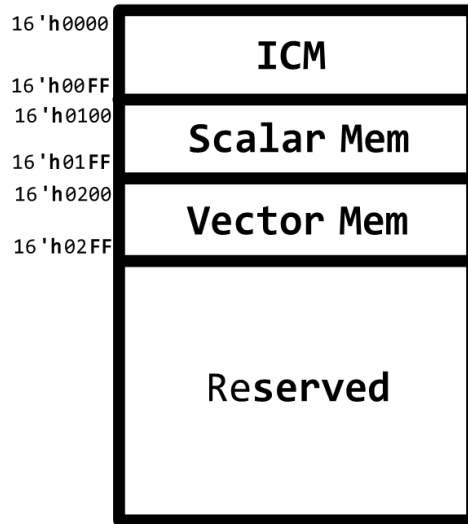 16'h0000
ICM
16'h00FF
16'h0100
Scalar Mem
16'h01FF
16'h0200
Vector Mem
16'h02FF
Reserved